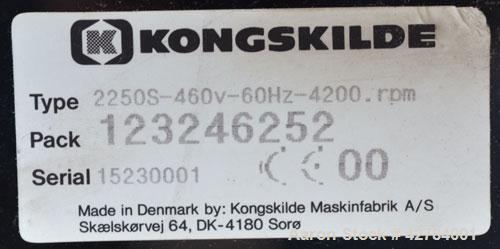 KONGSKILDE
Type 2250S-460v-60Hz-4200.rpm
Pack 123246252
Serial 15230001 CE 00
Made in Denmark by: Kongskilde Maskinfabrik A/S
Skælskørvej 64, DK-4180 Sorø